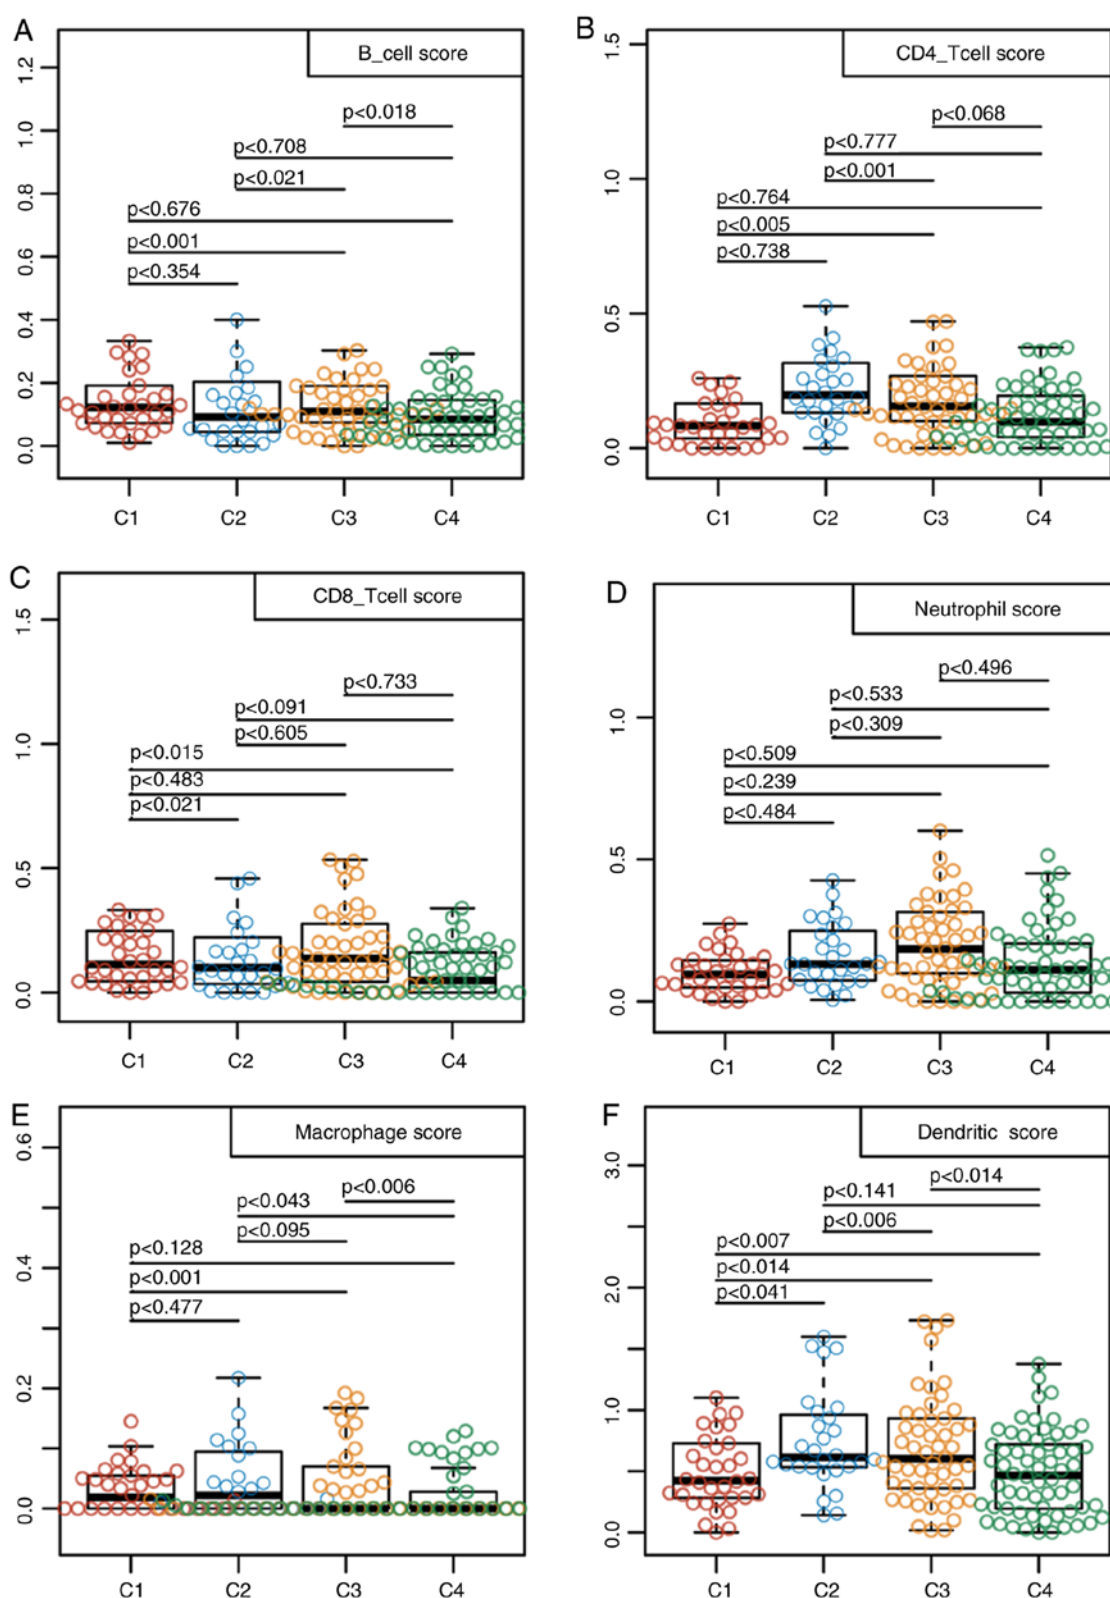 A
B_cell score
1.2
1.0
0.8
0.6
0.4
0.2
0.0
p<0.018
p<0.708
p<0.021
p<0.676
p<0.001
p<0.354
C1 C2 C3 C4
B
CD4_Tcell score
1.5
1.0
0.5
0.0
p<0.068
p<0.777
p<0.001
p<0.764
p<0.005
p<0.738
C1 C2 C3 C4
C
CD8_Tcell score
1.5
1.0
0.5
0.0
p<0.733
p<0.091
p<0.605
p<0.015
p<0.483
p<0.021
C1 C2 C3 C4
D
Neutrophil score
1.0
0.5
0.0
p<0.496
p<0.533
p<0.309
p<0.509
p<0.239
p<0.484
C1 C2 C3 C4
E
Macrophage score
0.6
0.4
0.2
0.0
p<0.006
p<0.043
p<0.095
p<0.128
p<0.001
p<0.477
C1 C2 C3 C4
F
Dendritic score
3.0
2.0
1.0
0.0
p<0.014
p<0.141
p<0.006
p<0.007
p<0.014
p<0.041
C1 C2 C3 C4